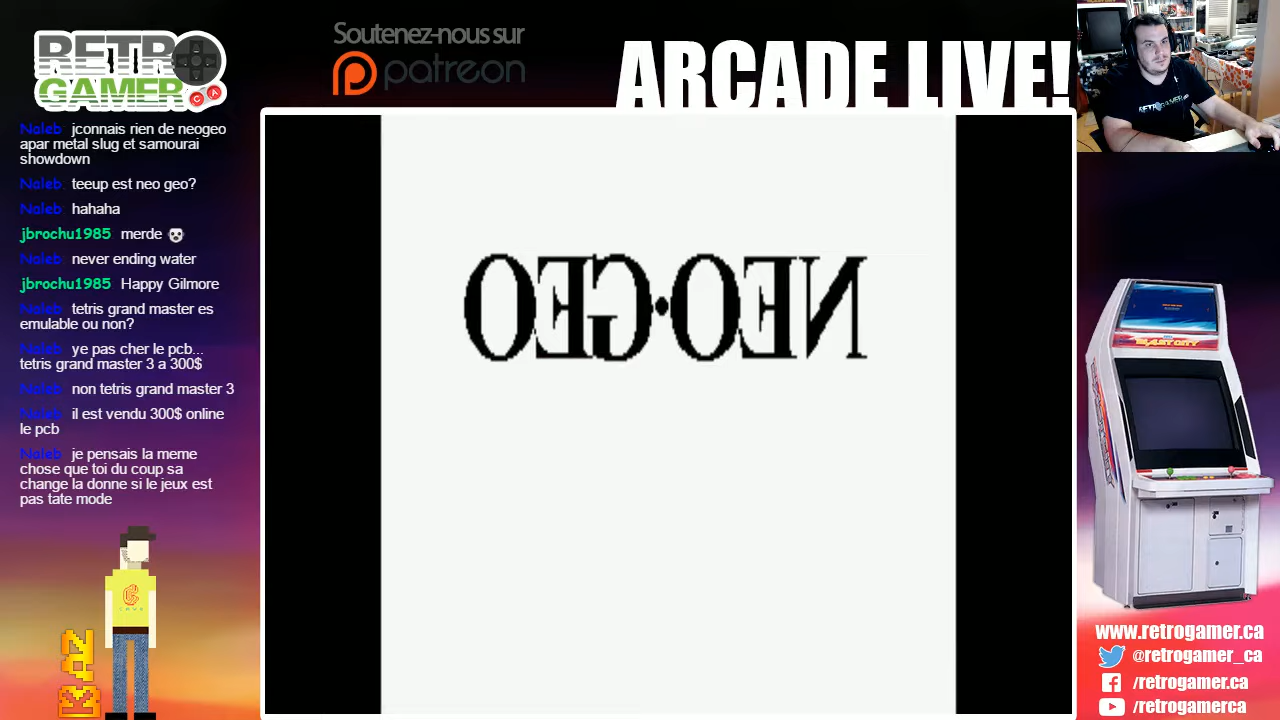 RETRO
GAMER CA
Soutenez-nous sur
patreon
ARCADE LIVE!
Naleb jconnais rien de neogeo
apar metal slug et samourai
showdown
Naleb teeup est neo geo?
Naleb hahaha
jbrochu1985 merde
Naleb never ending water
jbrochu1985 Happy Gilmore
Naleb tetris grand master es
emulable ou non?
Naleb ye pas cher le pcb...
tetris grand master 3 a 300$
Naleb non tetris grand master 3
Naleb il est vendu 300$ online
le pcb
Naleb je pensais la meme
chose que toi du coup sa
change la donne si le jeux est
pas tate mode
NEO•GEO
KAZ
BLAST CITY
www.retrogamer.ca
@retrogamer_ca
/retrogamer.ca
/retrogamerca